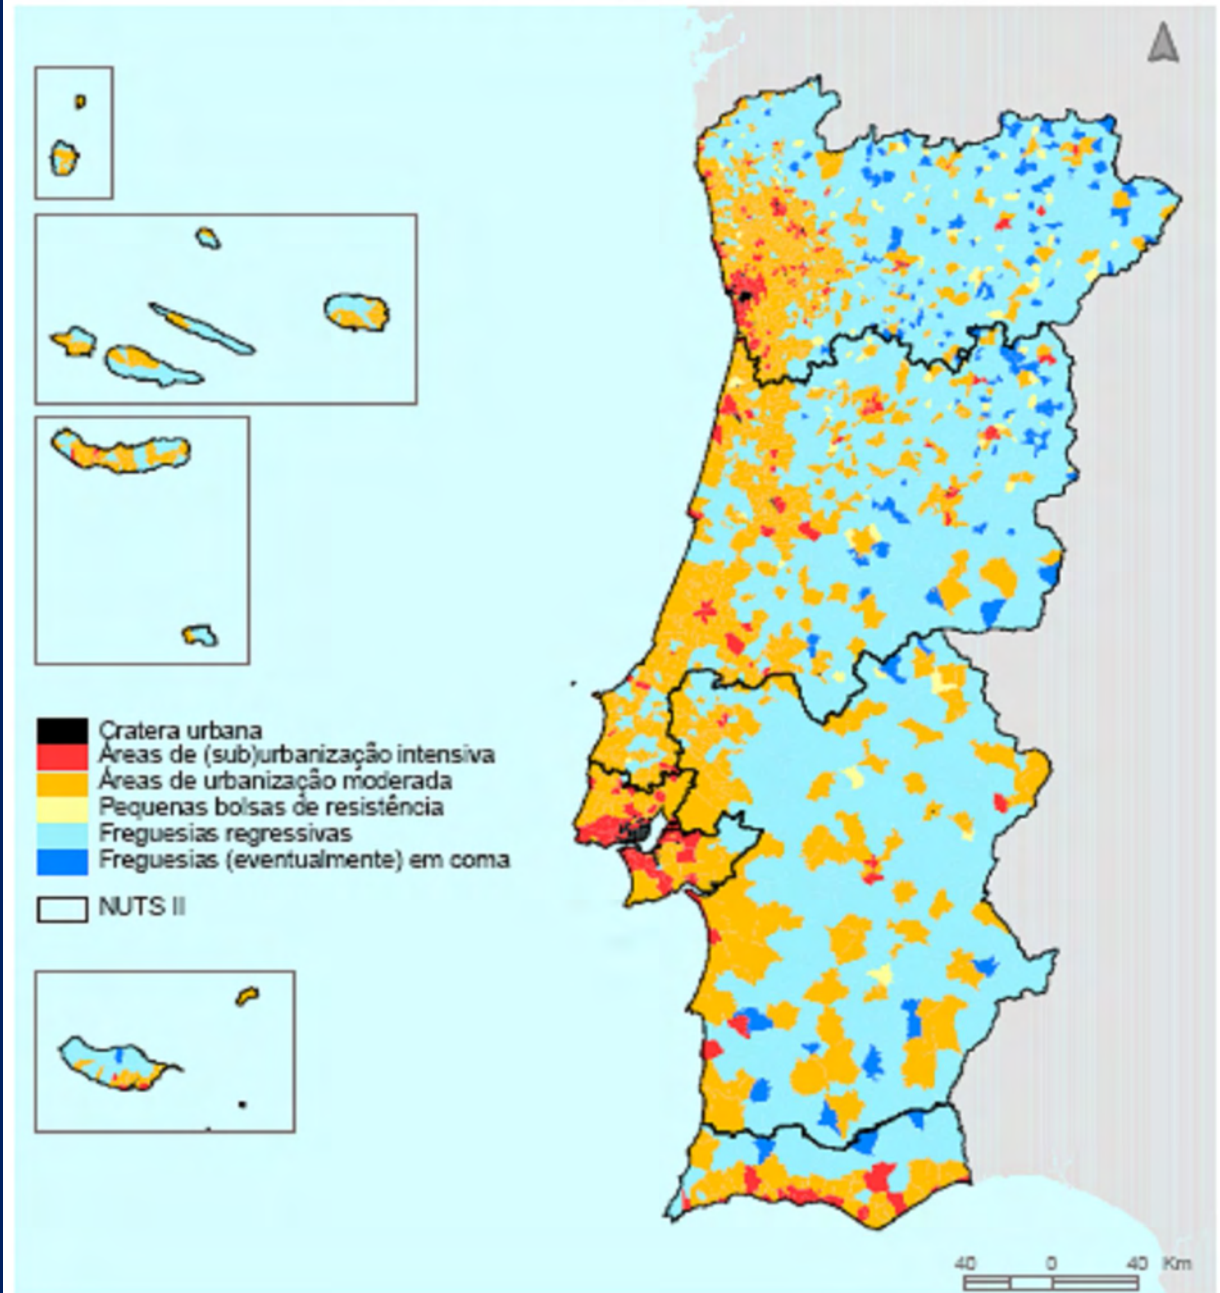 Cratera urbana
Áreas de (sub)urbanização intensiva
Áreas de urbanização moderada
Pequenas bolsas de resistência
Freguesias regressivas
Freguesias (eventualmente) em coma
NUTS II
40 0 40 Km